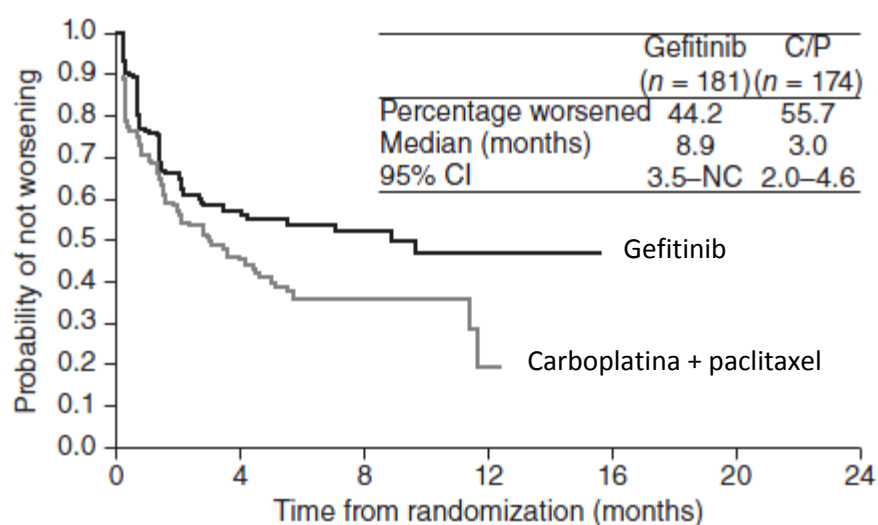 Gefitinib C/P
(n = 181) (n = 174)
Percentage worsened 44.2 55.7
Median (months) 8.9 3.0
95% CI 3.5–NC 2.0–4.6
Probability of not worsening
1.0
0.9
0.8
0.7
0.6
0.5
0.4
0.3
0.2
0.1
0.0
Gefitinib
Carboplatina + paclitaxel
0 4 8 12 16 20 24
Time from randomization (months)